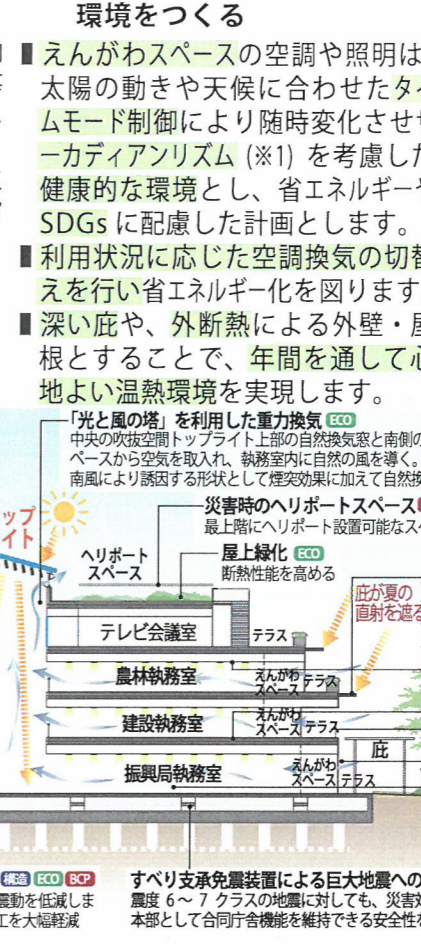 環境をつくる
■えんがわスペースの空調や照明は
太陽の動きや天候に合わせたタイ
ムモード制御により随時変化させサ
ーカディアンリズム (※1) を考慮した
健康的な環境とし、省エネルギーや
SDGs に配慮した計画とします。
■利用状況に応じた空調換気の切替
えを行い省エネルギー化を図ります
■深い庇や、外断熱による外壁・屋
根とすることで、年間を通して心
地よい温熱環境を実現します。
「光と風の塔」を利用した重力換気 ECO
中央の吹抜空間トップライト上部の自然換気窓と南側の
ペースから空気を取入れ、執務室内に自然の風を導く。
南風により誘因する形状として煙突効果に加えて自然換
災害時のヘリポートスペース
最上階にヘリポート設置可能なスペ
ップ
イト
ヘリポート
スペース
屋上緑化 ECO
断熱性能を高める
庇が夏の
直射を遮る
テレビ会議室
テラス
農林執務室
えんがわ
スペース
テラス
建設執務室
えんがわ
スペース
テラス
庇
振興局執務室
えんがわ
スペース
テラス
構造 ECO BCP
震動を低減しま
工を大幅軽減
すべり支承免震装置による巨大地震への
震度 6〜 7 クラスの地震に対しても、災害対
本部として合同庁舎機能を維持できる安全性を